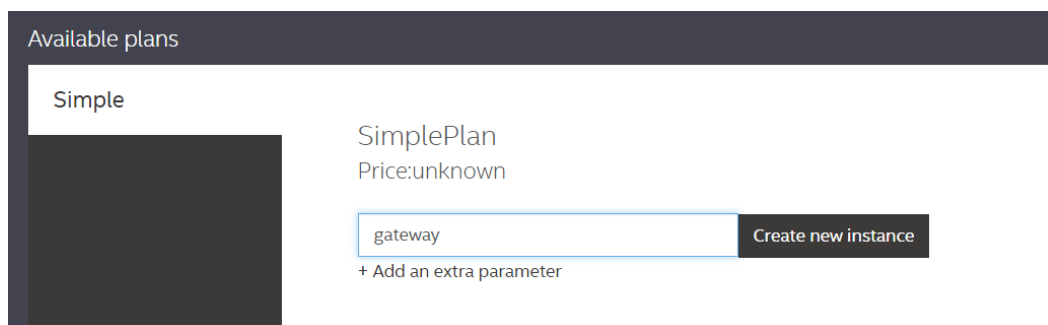 Available plans
Simple
SimplePlan
Price:unknown
gateway
Create new instance
+ Add an extra parameter